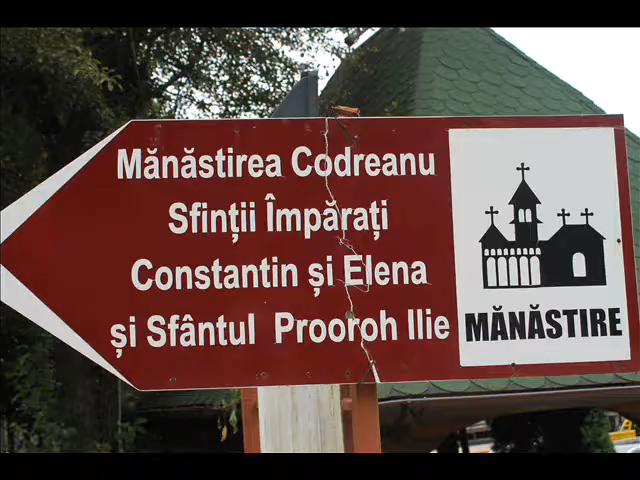 Mănăstirea Codreanu
Sfinții Împărați
Constantin și Elena
și Sfântul Prooroh Ilie
MĂNĂSTIRE